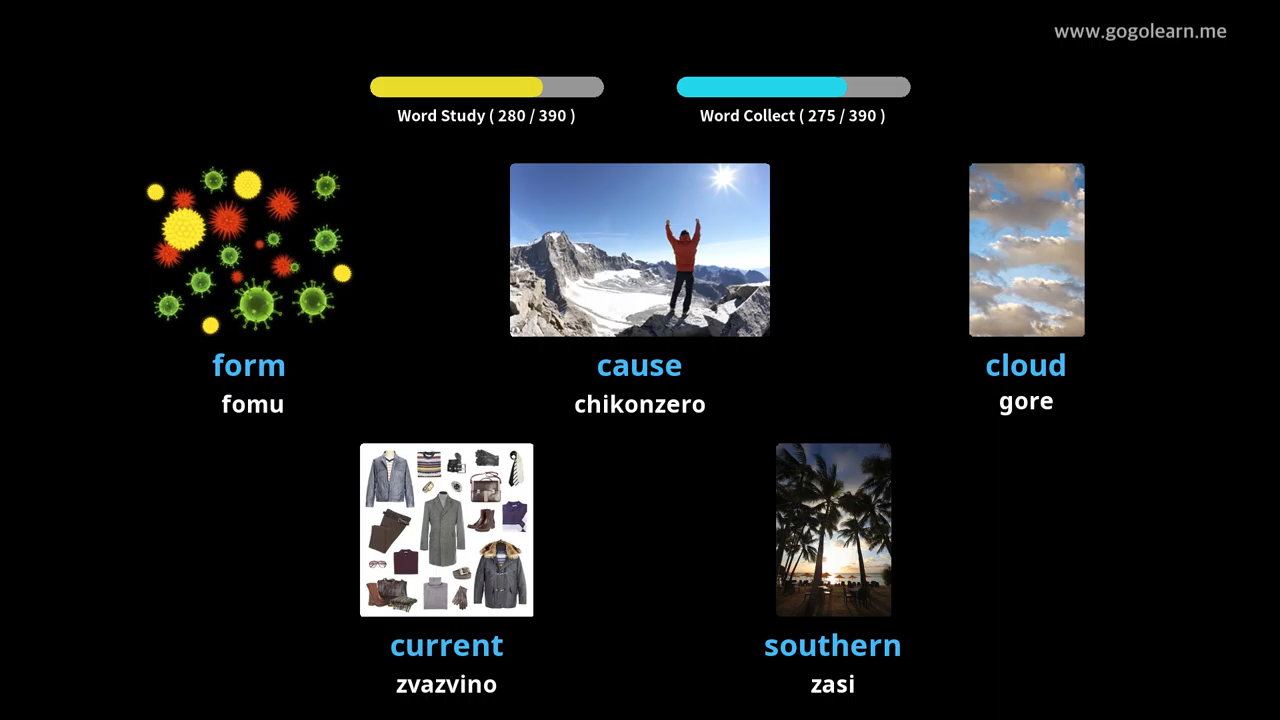 www.gogolearn.me
Word Study ( 280 / 390 )
Word Collect ( 275 / 390 )
form
fomu
cause
chikonzero
cloud
gore
current
zvazvino
southern
zasi